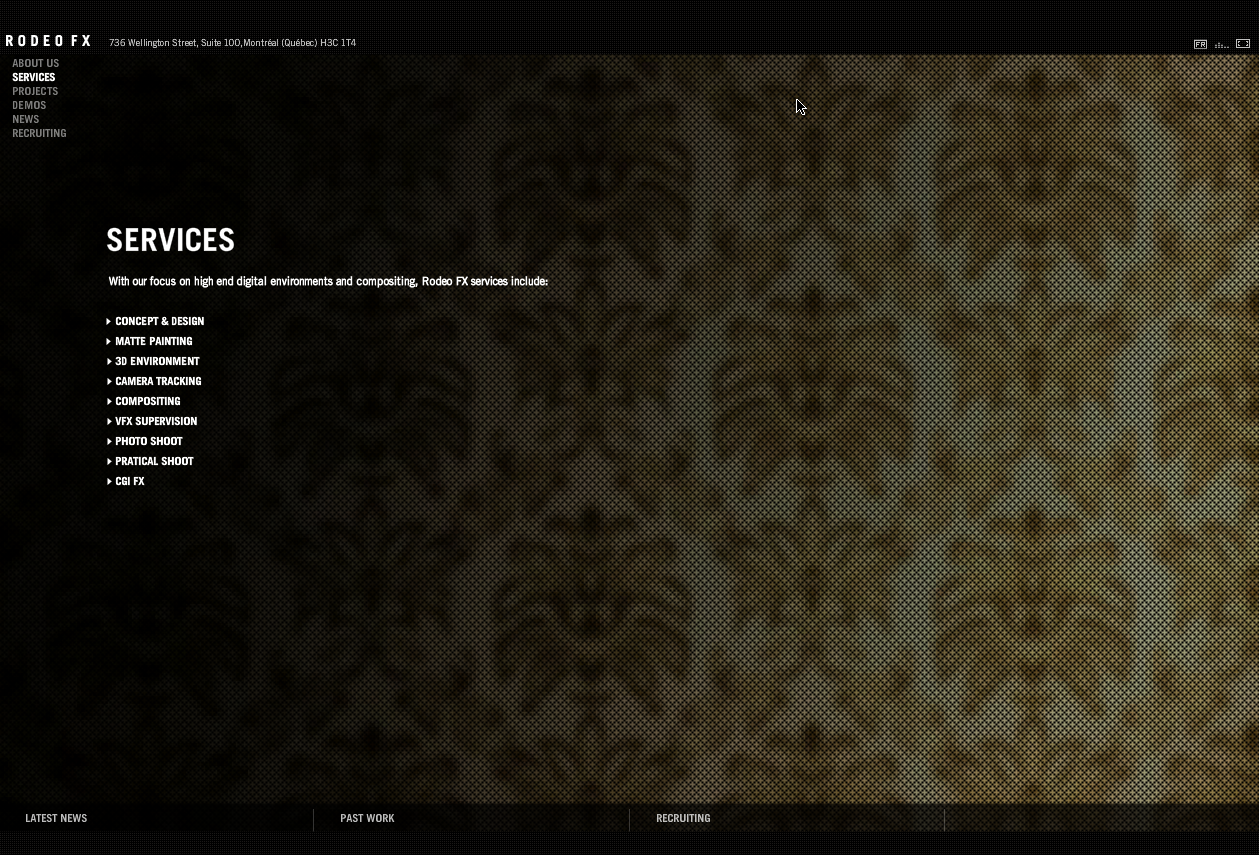 RODEO FX
736 Wellington Street, Suite 100,Montréal (Québec) H3C 1T4
FR
ABOUT US
SERVICES
PROJECTS
DEMOS
NEWS
RECRUITING
SERVICES
With our focus on high end digital environments and compositing, Rodeo FX services include:
CONCEPT & DESIGN
MATTE PAINTING
3D ENVIRONMENT
CAMERA TRACKING
COMPOSITING
VFX SUPERVISION
PHOTO SHOOT
PRATICAL SHOOT
CGI FX
LATEST NEWS
PAST WORK
RECRUITING